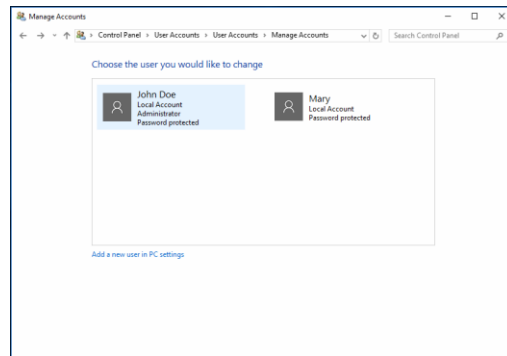 Manage Accounts
Control Panel › User Accounts › User Accounts › Manage Accounts
Search Control Panel
Choose the user you would like to change
John Doe
Local Account
Administrator
Password protected
Mary
Local Account
Password protected
Add a new user in PC settings